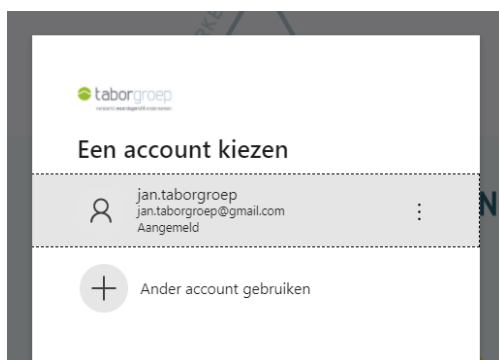 taborgroep
Een account kiezen
jan.taborgroep
jan.taborgroep@gmail.com
Aangemeld
Ander account gebruiken
N